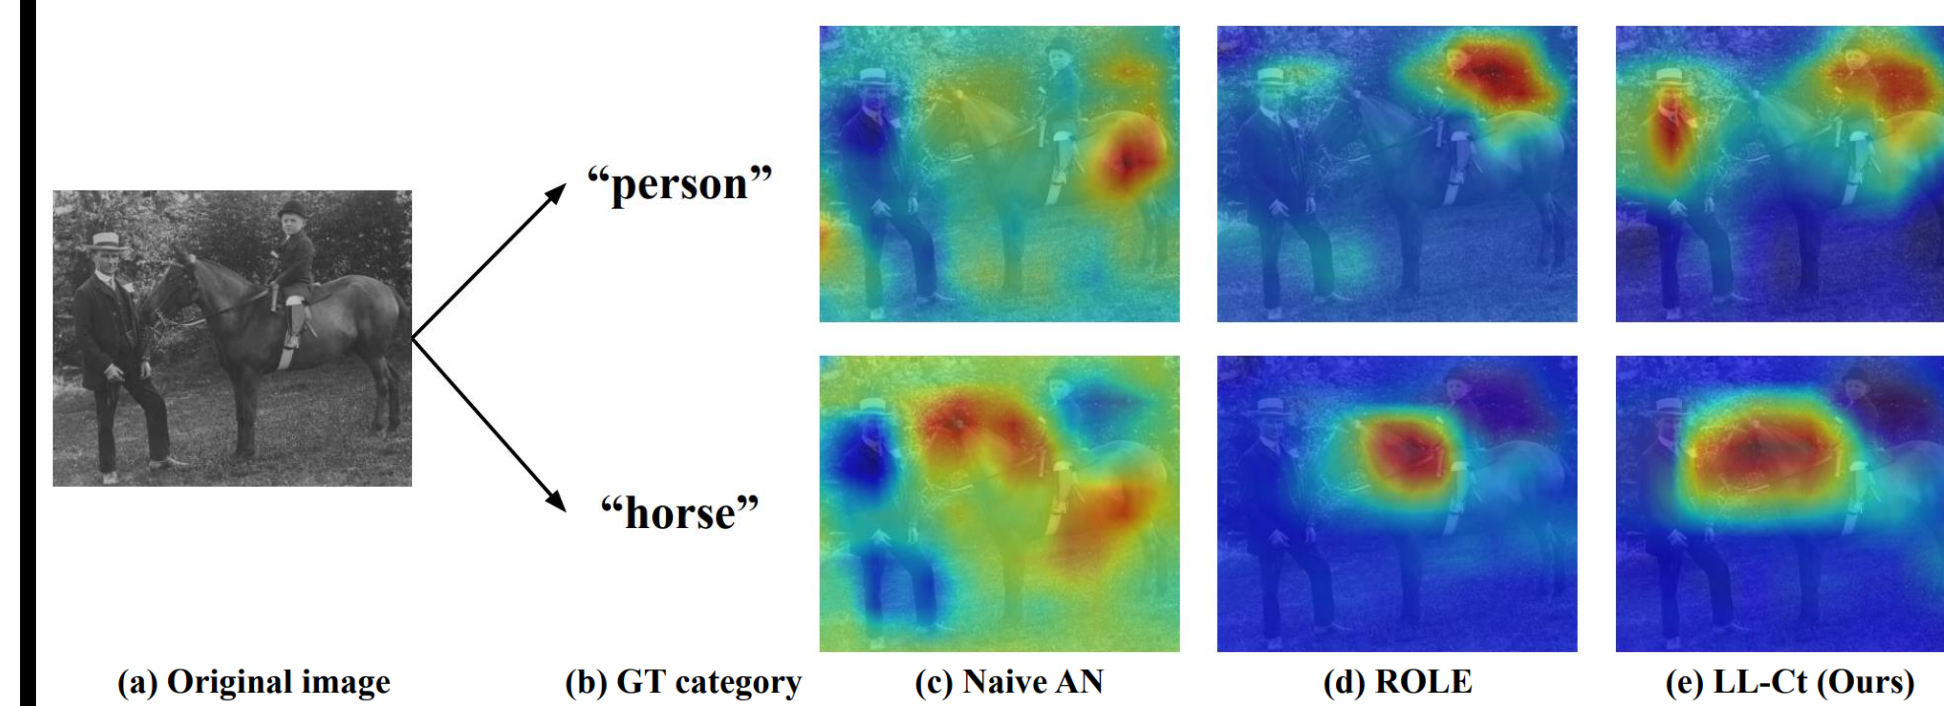 “person”
“horse”
(a) Original image
(b) GT category
(c) Naive AN
(d) ROLE
(e) LL-Ct (Ours)